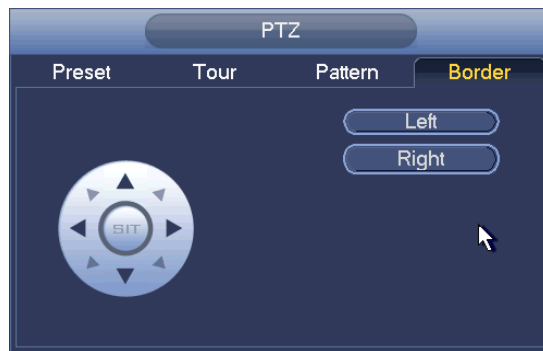 PTZ
Preset Tour Pattern Border
Left
Right
SIT